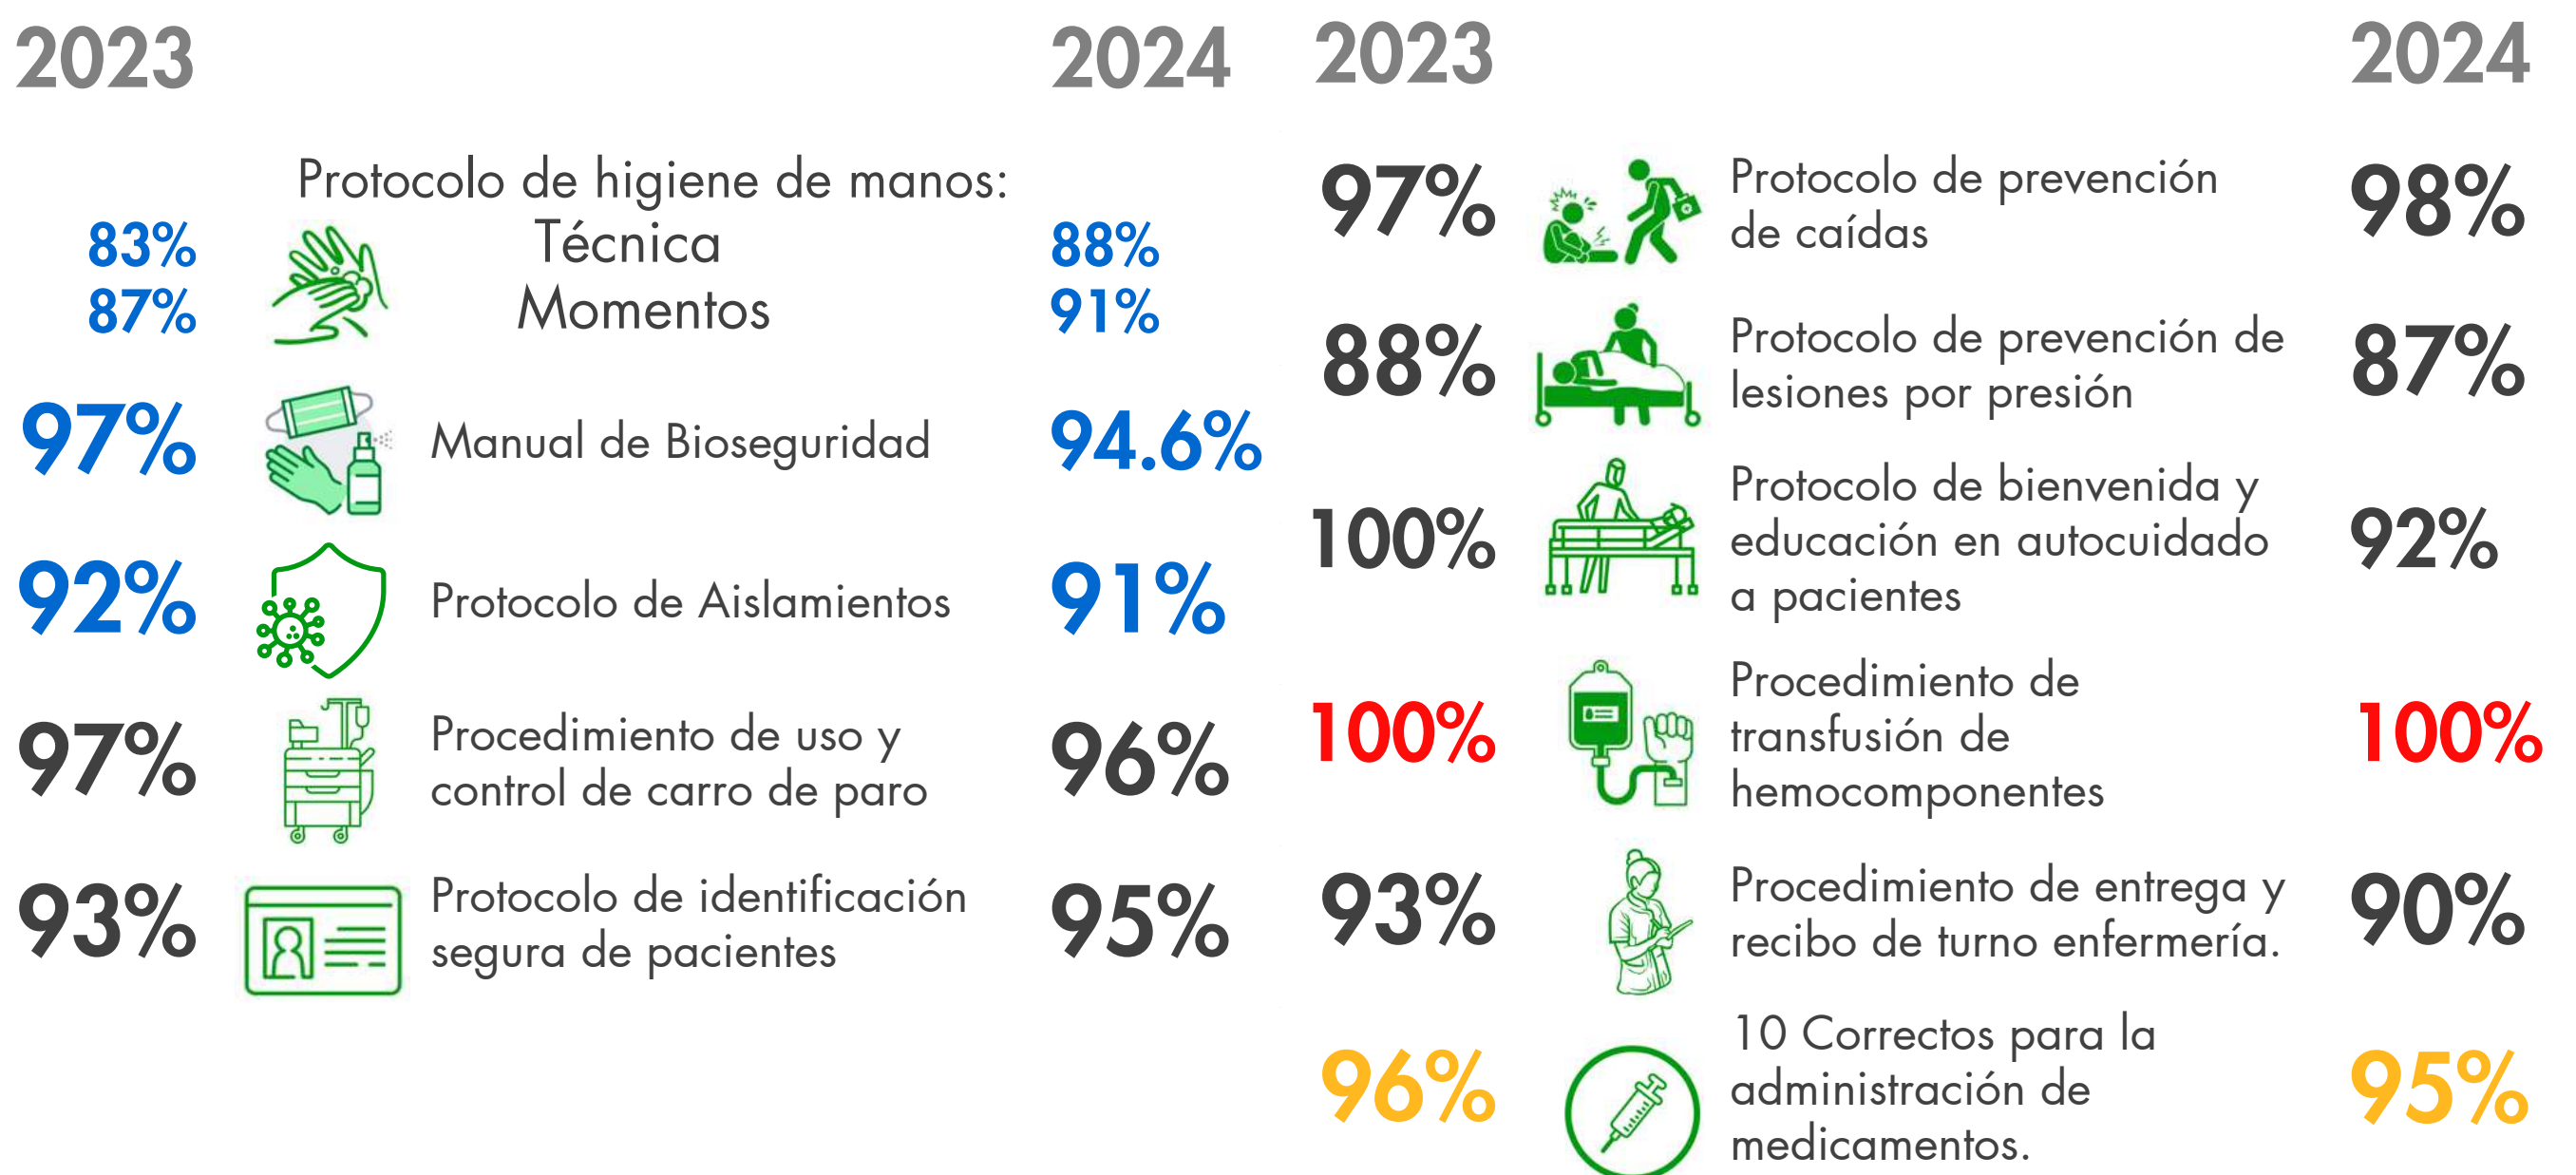 2023
2024
Protocolo de higiene de manos:
83%
Técnica
88%
87%
Momentos
91%
97%
Manual de Bioseguridad
94.6%
92%
Protocolo de Aislamientos
91%
97%
Procedimiento de uso y
control de carro de paro
96%
93%
Protocolo de identificación
segura de pacientes
95%
2023
2024
97%
Protocolo de prevención
de caídas
98%
88%
Protocolo de prevención de
lesiones por presión
87%
100%
Protocolo de bienvenida y
educación en autocuidado
a pacientes
92%
100%
Procedimiento de
transfusión de
hemocomponentes
100%
93%
Procedimiento de entrega y
recibo de turno enfermería.
90%
96%
10 Correctos para la
administración de
medicamentos.
95%